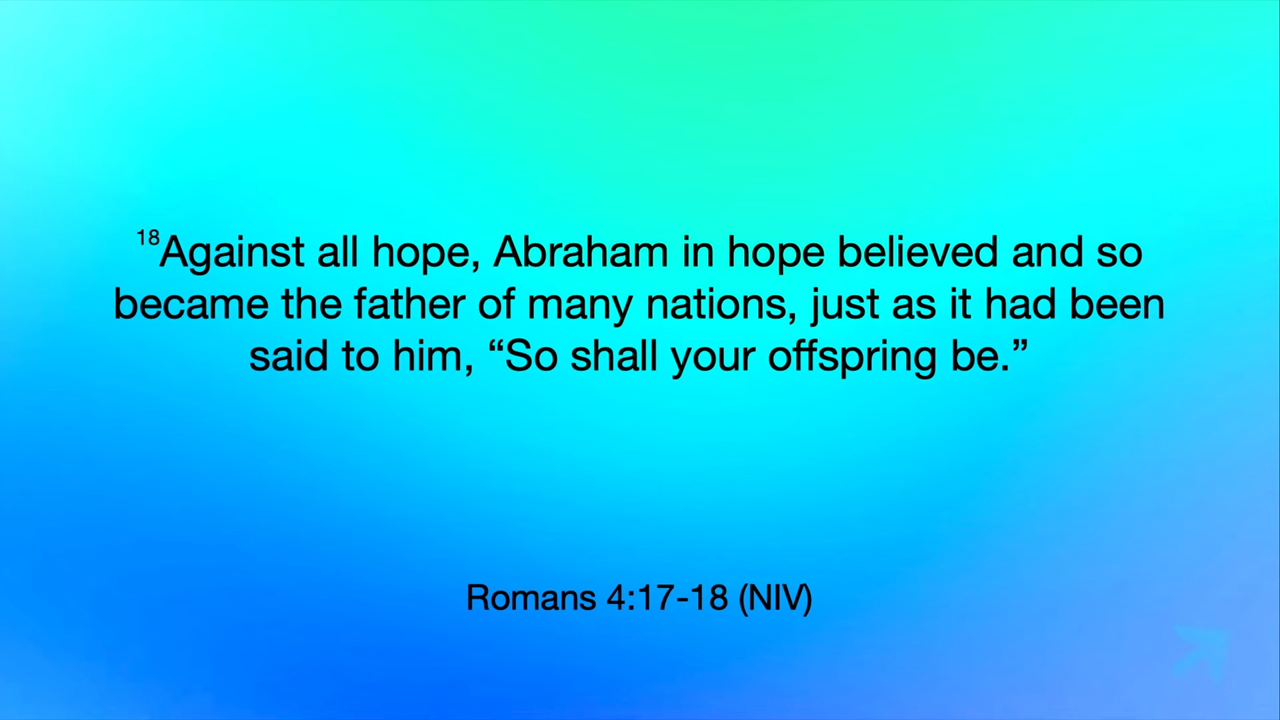 18Against all hope, Abraham in hope believed and so
became the father of many nations, just as it had been
said to him, “So shall your offspring be.”
Romans 4:17-18 (NIV)